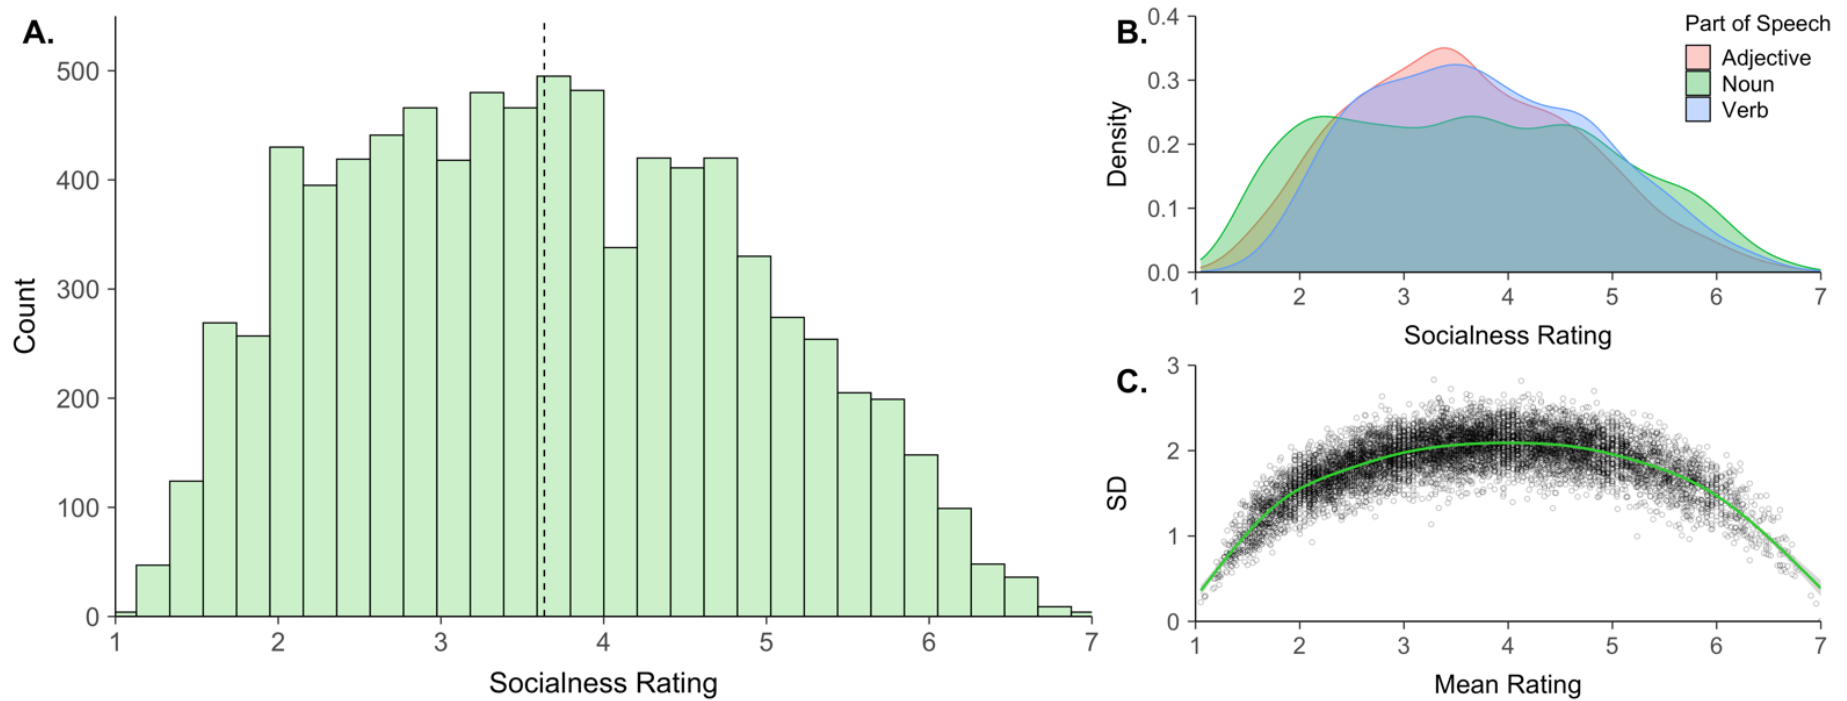 A.
500
400
300
200
100
0
Count
1 2 3 4 5 6 7
Socialness Rating
B.
0.4
0.3
0.2
0.1
0.0
Density
1 2 3 4 5 6 7
Socialness Rating
Part of Speech
Adjective
Noun
Verb
C.
3
2
1
0
SD
1 2 3 4 5 6 7
Mean Rating